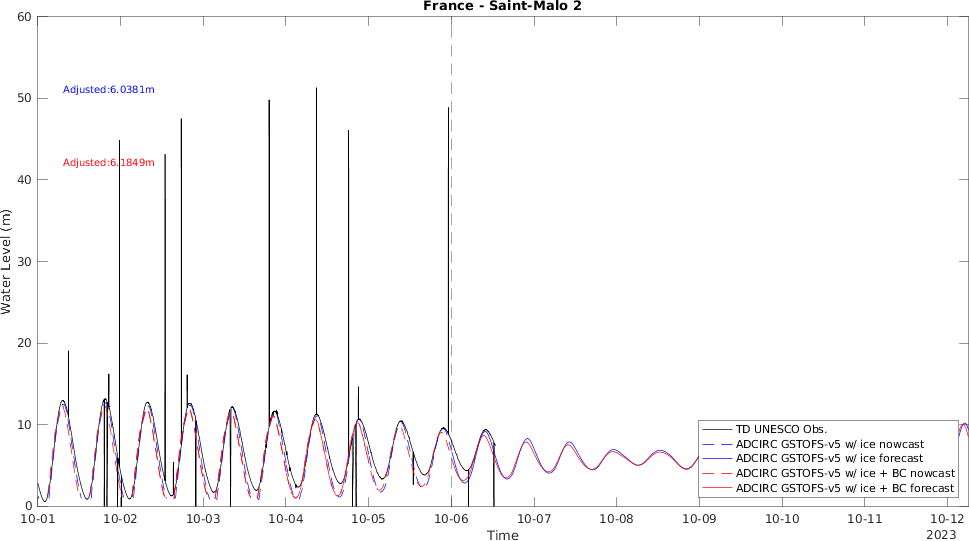 France - Saint-Malo 2
60
50
40
30
20
10
0
Water Level (m)
Adjusted:6.0381m
Adjusted:6.1849m
TD UNESCO Obs.
ADCIRC GSTOFS-v5 w/ ice nowcast
ADCIRC GSTOFS-v5 w/ ice forecast
ADCIRC GSTOFS-v5 w/ ice + BC nowcast
ADCIRC GSTOFS-v5 w/ ice + BC forecast
10-01 10-02 10-03 10-04 10-05 10-06 10-07 10-08 10-09 10-10 10-11 10-12
Time
2023